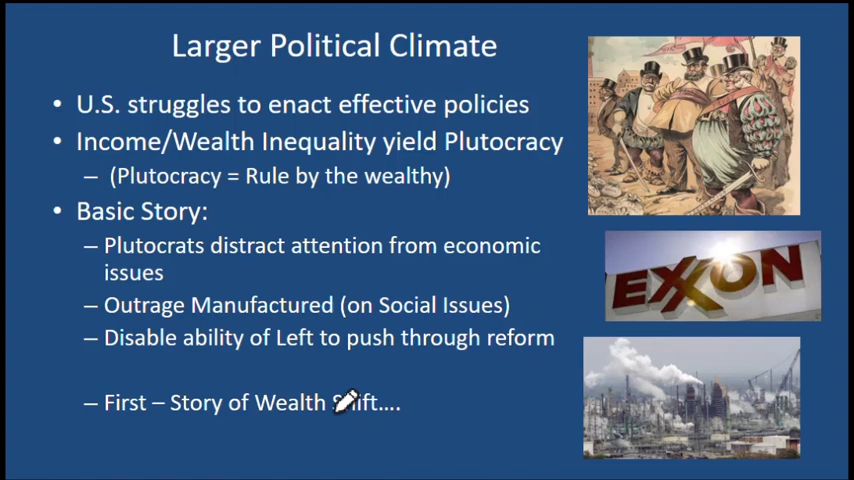 Larger Political Climate
• U.S. struggles to enact effective policies
• Income/Wealth Inequality yield Plutocracy
– (Plutocracy = Rule by the wealthy)
• Basic Story:
– Plutocrats distract attention from economic
issues
– Outrage Manufactured (on Social Issues)
– Disable ability of Left to push through reform
– First – Story of Wealth Shift....
EXXON